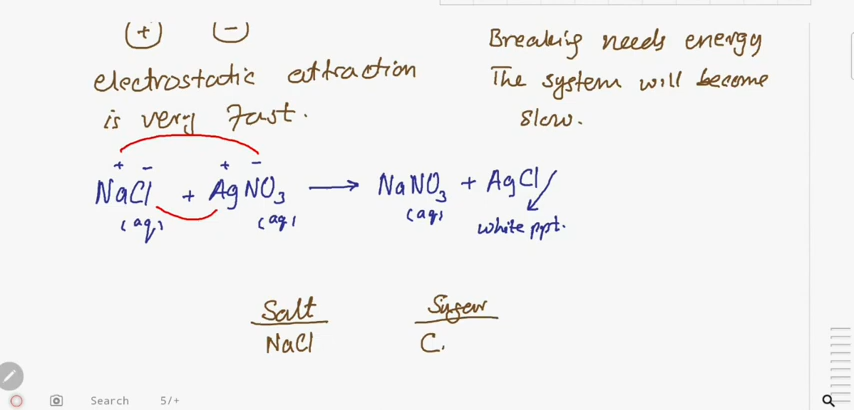 + −
electrostatic attraction
is very fast.
Breaking needs energy
The system will become
slow.
+ − + −
NaCl + AgNO₃ ⟶ NaNO₃ + AgCl
(aq) (aq) (aq) white ppt.
Salt Sugar
NaCl C.
Search 5/+